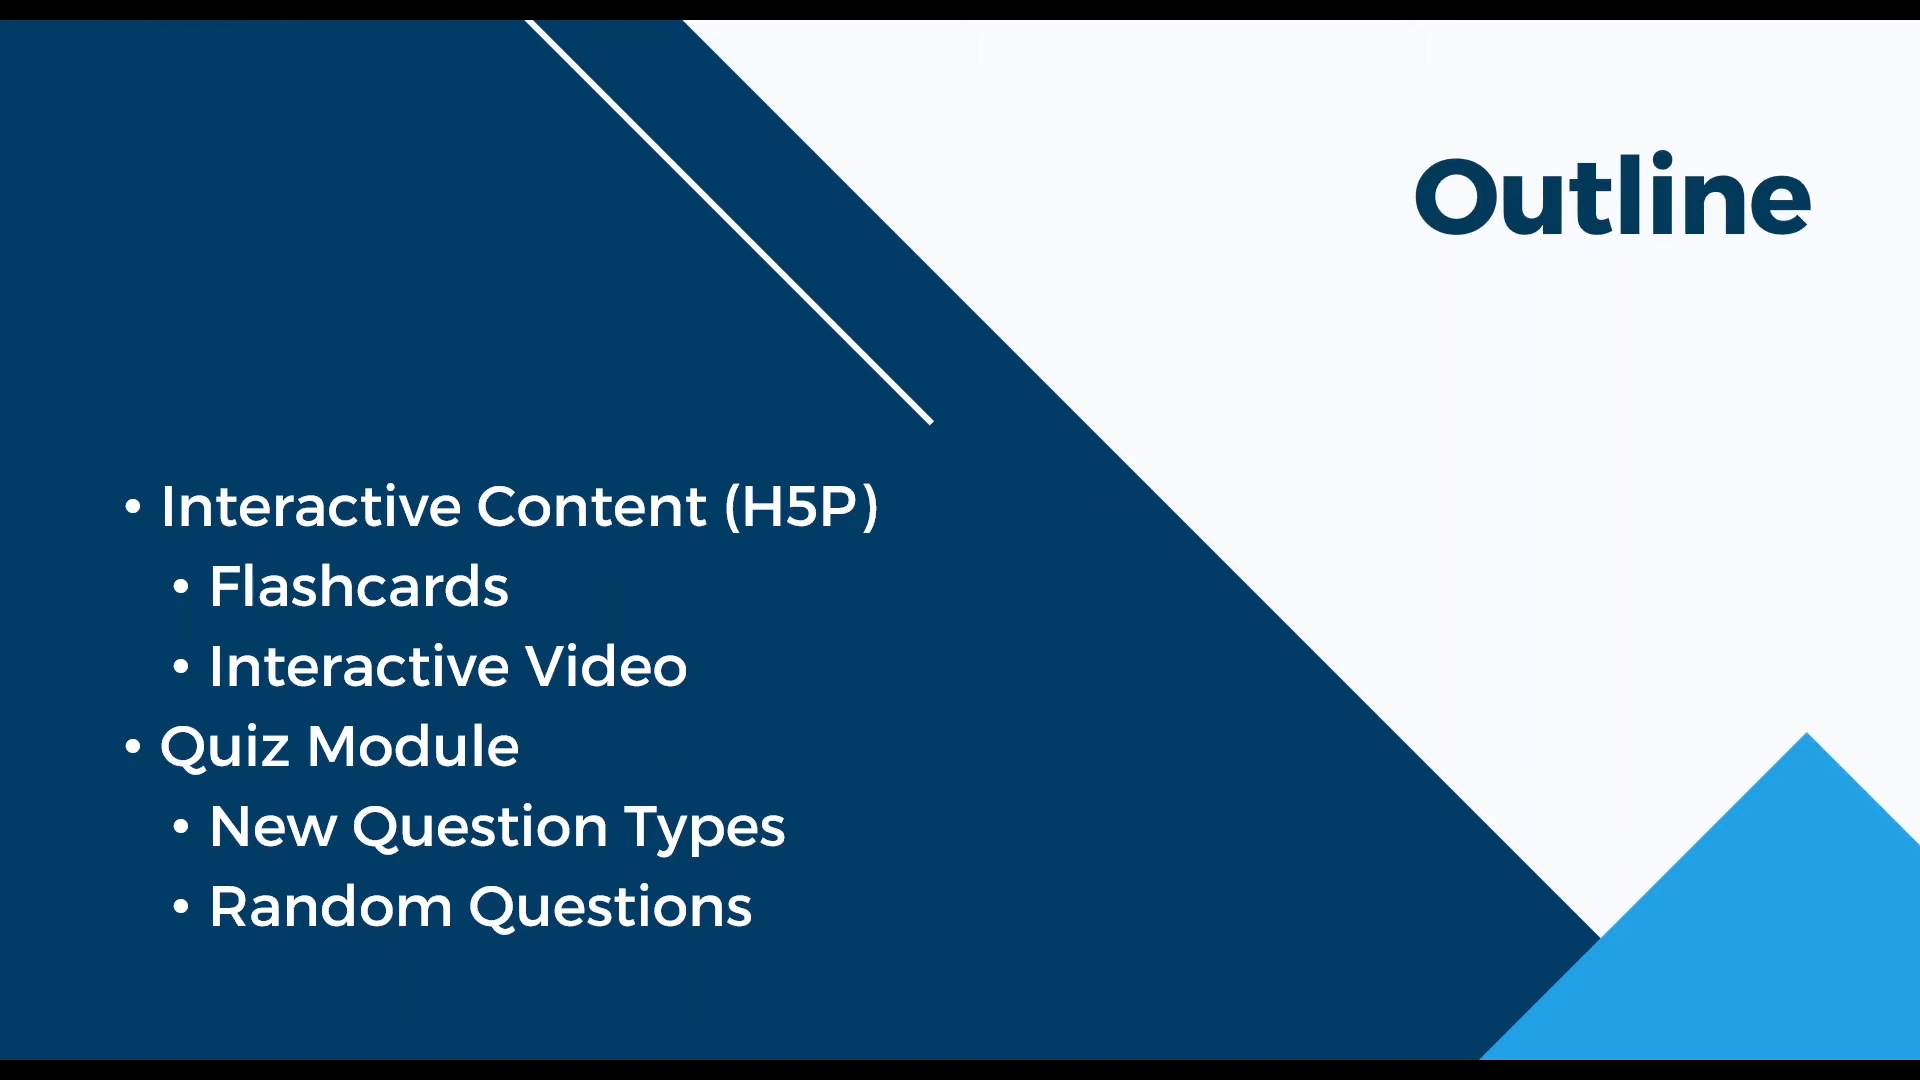 Outline
• Interactive Content (H5P)
• Flashcards
• Interactive Video
• Quiz Module
• New Question Types
• Random Questions